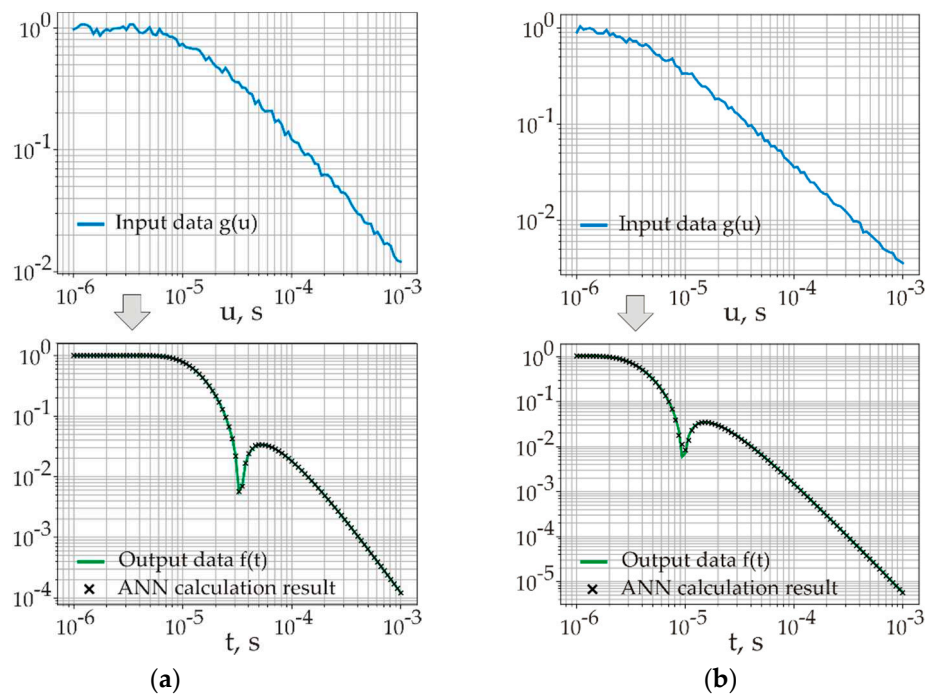 10^0
10^-1
10^-2
Input data g(u)
10^-6 10^-5 10^-4 10^-3
u, s
10^0
10^-1
10^-2
Input data g(u)
10^-6 10^-5 10^-4 10^-3
u, s
10^0
10^-1
10^-2
10^-3
10^-4
Output data f(t)
ANN calculation result
10^-6 10^-5 10^-4 10^-3
t, s
(a)
10^0
10^-1
10^-2
10^-3
10^-4
10^-5
Output data f(t)
ANN calculation result
10^-6 10^-5 10^-4 10^-3
t, s
(b)